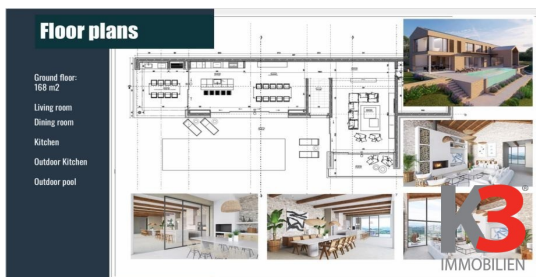 Floor plans
Ground floor:
168 m2
Living room
Dining room
Kitchen
Outdoor Kitchen
Outdoor pool
K3®
IMMOBILIEN